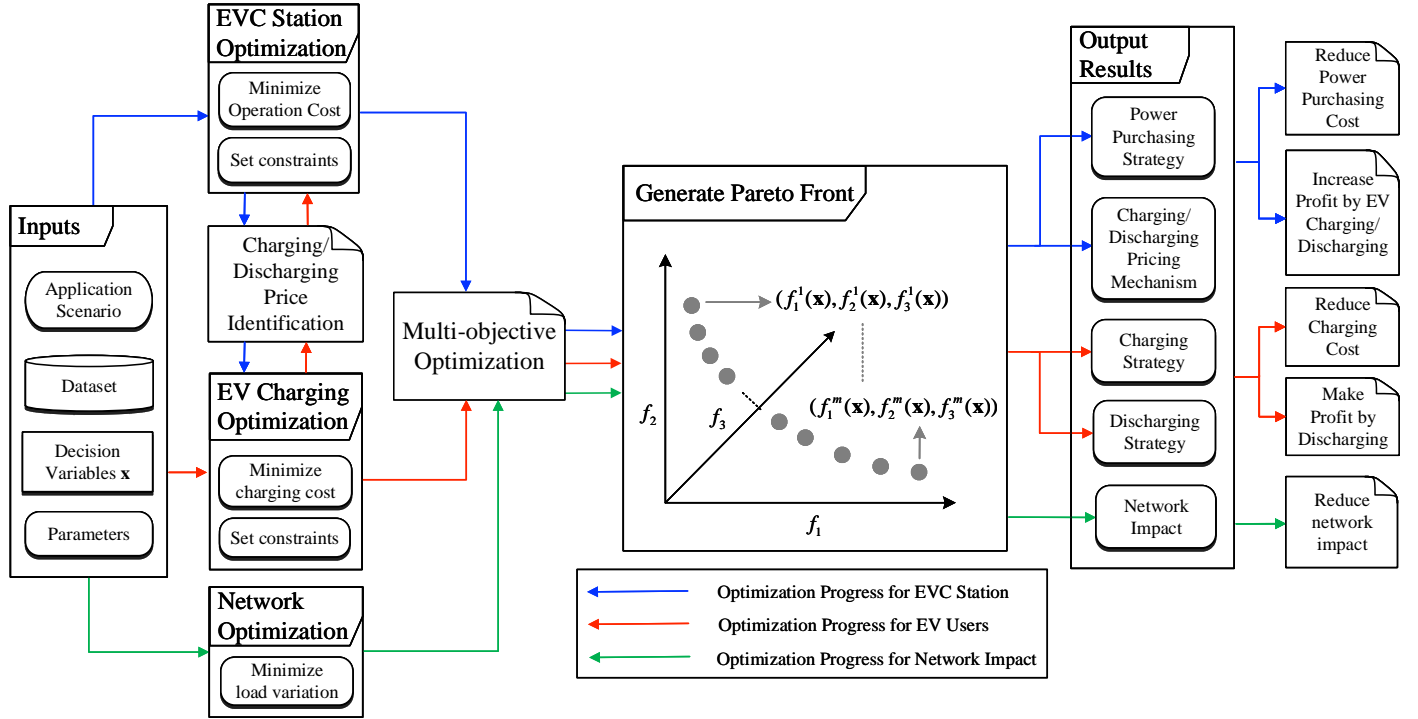 Inputs
Application
Scenario
Dataset
Decision
Variables x
Parameters
EVC Station
Optimization
Minimize
Operation Cost
Set constraints
Charging/
Discharging
Price
Identification
EV Charging
Optimization
Minimize
charging cost
Set constraints
Network
Optimization
Minimize
load variation
Multi-objective
Optimization
Generate Pareto Front
(f₁¹(x), f₂¹(x), f₃¹(x))
(f₁ᵐ(x), f₂ᵐ(x), f₃ᵐ(x))
f₂
f₃
f₁
Optimization Progress for EVC Station
Optimization Progress for EV Users
Optimization Progress for Network Impact
Output
Results
Power
Purchasing
Strategy
Charging/
Discharging
Pricing
Mechanism
Charging
Strategy
Discharging
Strategy
Network
Impact
Reduce
Power
Purchasing
Cost
Increase
Profit by EV
Charging/
Discharging
Reduce
Charging
Cost
Make
Profit by
Discharging
Reduce
network
impact